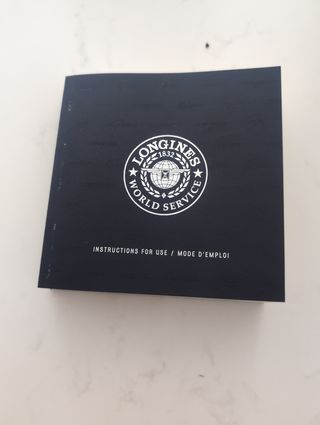 LONGINES
1832
WORLD SERVICE
INSTRUCTIONS FOR USE / MODE D'EMPLOI